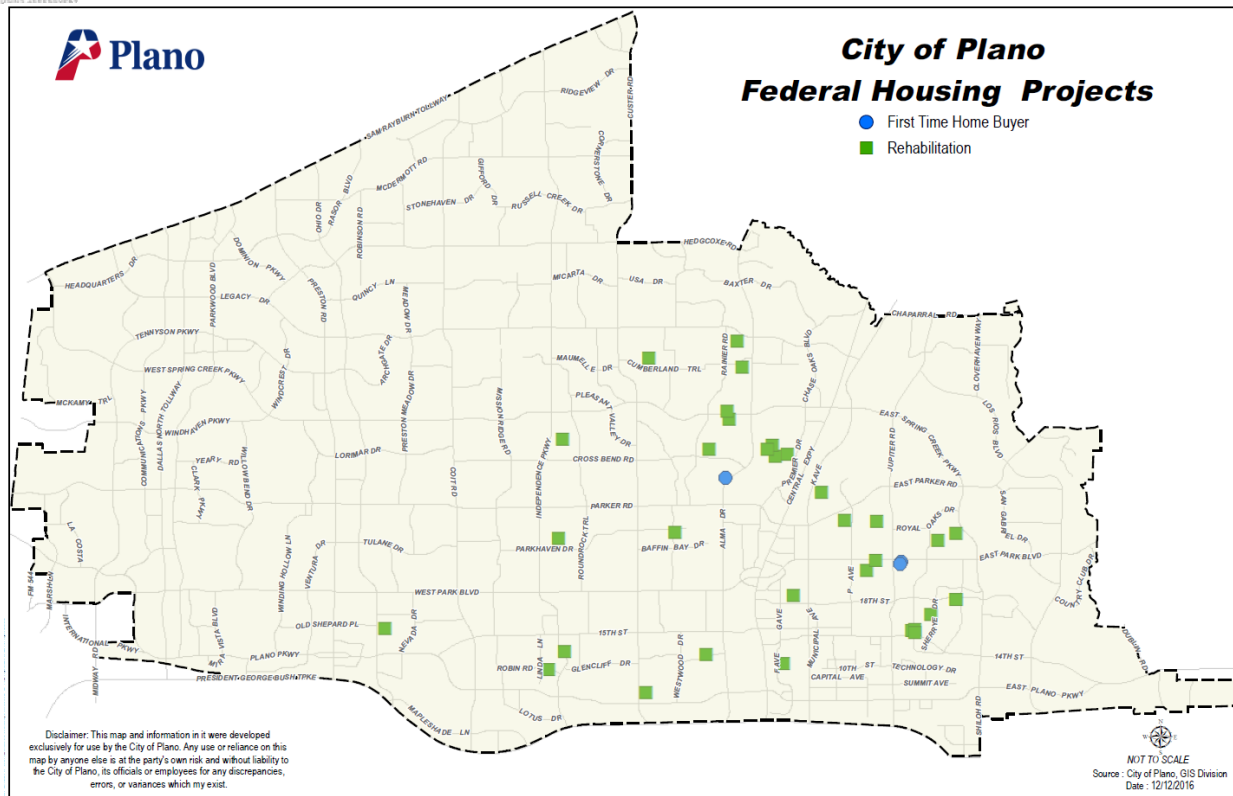 Plano
City of Plano
Federal Housing Projects
First Time Home Buyer
Rehabilitation
SAM RAYBURN TOLLWAY
RIDGEVIEW DR
CUSTER RD
CORNERSTONE DR
MCDERMOTT RD
GIFFORD DR
RUSSELL CREEK DR
STONEHAVEN DR
OHIO DR
RASOR BLVD
ROBINSON RD
HEDGCOXE RD
HEADQUARTERS DR
DOMINION PKWY
PARKWOOD BLVD
LEGACY DR
PRESTON RD
QUINCY LN
MEADOW DR
MICARTA DR
USA DR
BAXTER DR
CHAPARRAL RD
TENNYSON PKWY
ARCHGATE DR
RAINIER RD
CHASE OAKS BLVD
CLOVERHAVEN WAY
WEST SPRING CREEK PKWY
WINDCREST DR
MAUMELLE DR
CUMBERLAND TRL
MCKAMY TRL
COMMUNICATIONS PKWY
DALLAS NORTH TOLLWAY
WINDHAVEN PKWY
PRESTON MEADOW DR
MISSION RIDGE RD
PLEASANT VALLEY DR
EAST SPRING CREEK PKWY
LOS RIOS BLVD
JUPITER RD
YEARY RD
CLARK PKWY
WILLOW BEND DR
LORIMAR DR
COIT RD
INDEPENDENCE PKWY
CROSS BEND RD
PREMIER DR
CENTRAL EXPY
K AVE
EAST PARKER RD
LA COSTA
PARKER RD
ALMA DR
ROYAL OAKS DR
SAN GABRIEL DR
WINDING HOLLOW LN
VENTURA DR
TULANE DR
PARKHAVEN DR
ROUNDROCK TRL
BAFFIN BAY DR
EAST PARK BLVD
COUNTRY CLUB DR
FM 544
MARSH LN
WEST PARK BLVD
P AVE
18TH ST
INTERNATIONAL PKWY
MIRA VISTA BLVD
OLD SHEPARD PL
NEVADA DR
15TH ST
G AVE
MUNICIPAL AVE
SHERRYE DR
DUBLIN RD
MIDWAY RD
PLANO PKWY
PRESIDENT GEORGE BUSH TPKE
LINDA LN
ROBIN RD
GLENCLIFF DR
WESTWOOD DR
F AVE
10TH ST
CAPITAL AVE
TECHNOLOGY DR
SUMMIT AVE
14TH ST
EAST PLANO PKWY
MAPLESHADE LN
LOTUS DR
SHILOH RD
Disclaimer: This map and information in it were developed
exclusively for use by the City of Plano. Any use or reliance on this
map by anyone else is at the party's own risk and without liability to
the City of Plano, its officials or employees for any discrepancies,
errors, or variances which my exist.
N
W
E
S
NOT TO SCALE
Source : City of Plano, GIS Division
Date : 12/12/2016